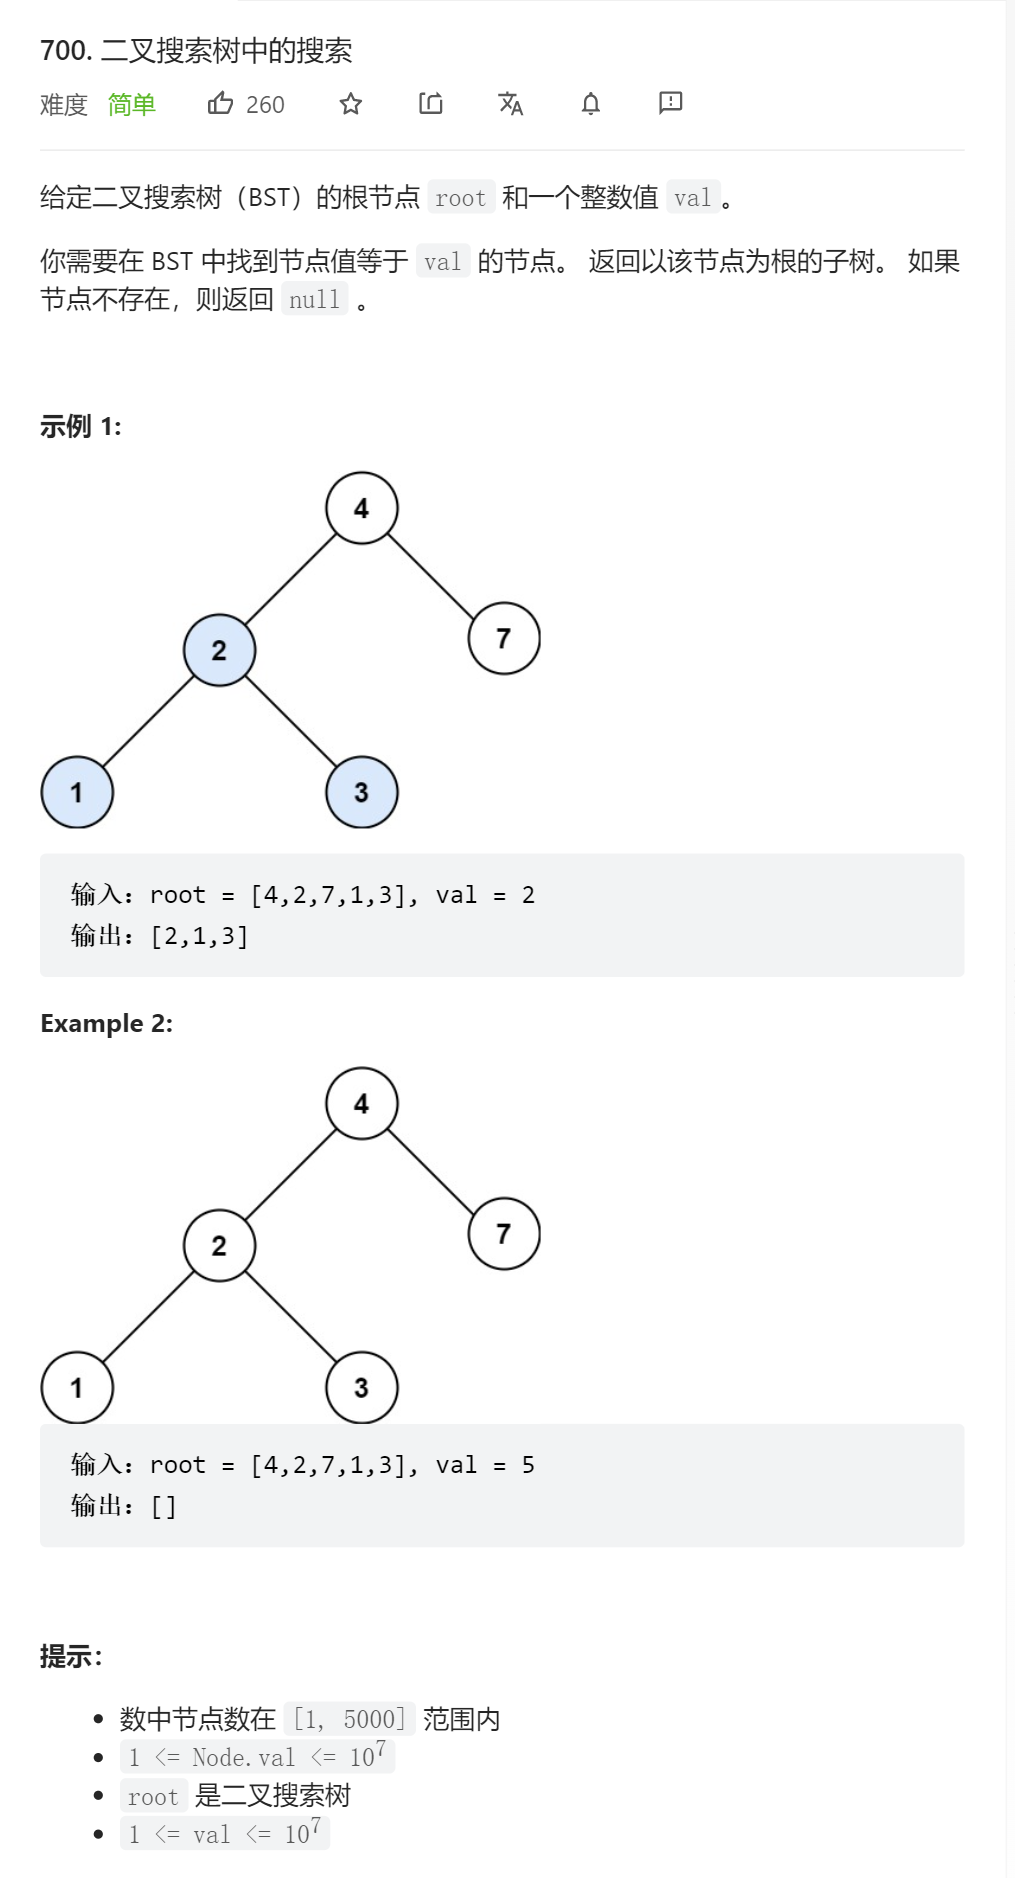 700. 二叉搜索树中的搜索
难度 简单 260
给定二叉搜索树（BST）的根节点 root 和一个整数值 val。
你需要在 BST 中找到节点值等于 val 的节点。 返回以该节点为根的子树。 如果
节点不存在，则返回 null 。
示例 1:
4
7
2
1 3
输入：root = [4,2,7,1,3], val = 2
输出：[2,1,3]
Example 2:
4
7
2
1 3
输入：root = [4,2,7,1,3], val = 5
输出：[]
提示：
• 数中节点数在 [1, 5000] 范围内
• 1 <= Node.val <= 10⁷
• root 是二叉搜索树
• 1 <= val <= 10⁷